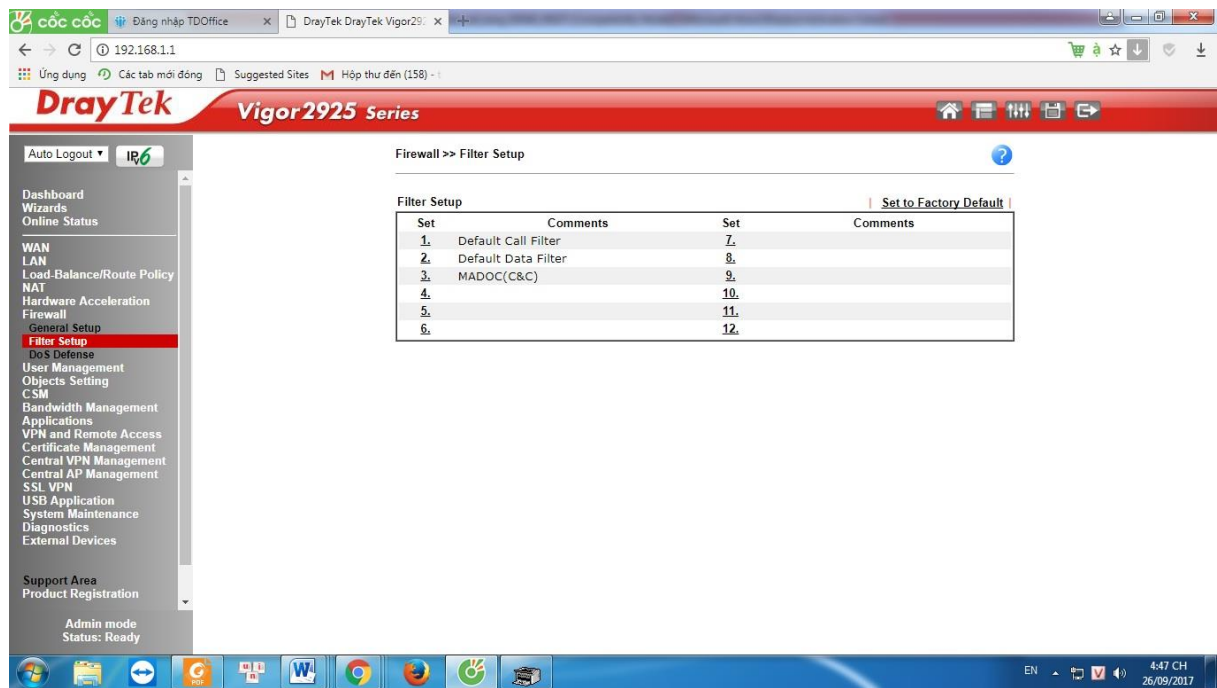 CỐC CỐC
Đăng nhập TDOffice
DrayTek DrayTek Vigor29
192.168.1.1
Ứng dụng
Các tab mới đóng
Suggested Sites
Hộp thư đến (158) -
DrayTek
Vigor2925 Series
Auto Logout
IPv6
Dashboard
Wizards
Online Status
WAN
LAN
Load-Balance/Route Policy
NAT
Hardware Acceleration
Firewall
General Setup
Filter Setup
DoS Defense
User Management
Objects Setting
CSM
Bandwidth Management
Applications
VPN and Remote Access
Certificate Management
Central VPN Management
Central AP Management
SSL VPN
USB Application
System Maintenance
Diagnostics
External Devices
Support Area
Product Registration
Admin mode
Status: Ready
Firewall >> Filter Setup
Filter Setup
| Set to Factory Default |
Set Comments Set Comments
1. Default Call Filter 7.
2. Default Data Filter 8.
3. MADOC(C&C) 9.
4. 10.
5. 11.
6. 12.
EN
4:47 CH
26/09/2017